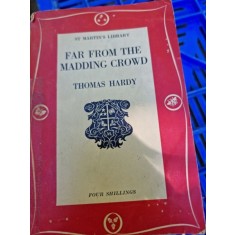 ST MARTIN'S LIBRARY
FAR FROM THE
MADDING CROWD
THOMAS HARDY
FOUR SHILLINGS